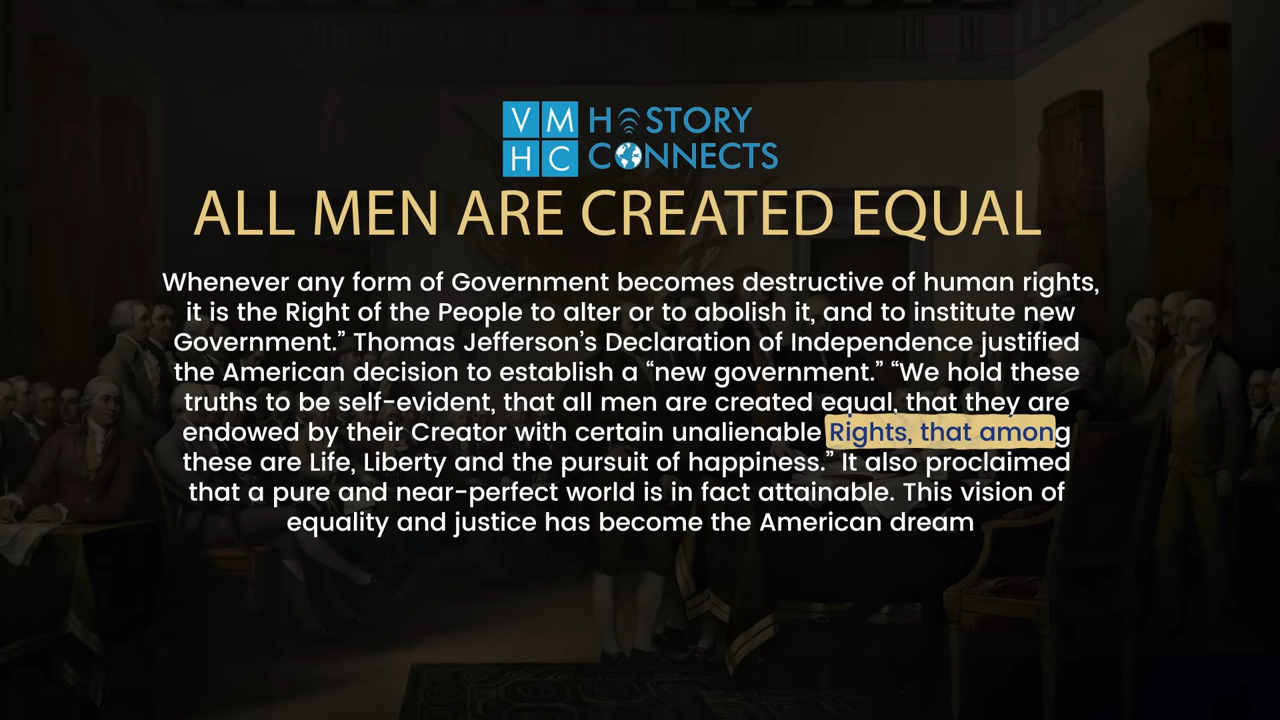 VM
HC
HISTORY
CONNECTS
ALL MEN ARE CREATED EQUAL
Whenever any form of Government becomes destructive of human rights,
it is the Right of the People to alter or to abolish it, and to institute new
Government.” Thomas Jefferson’s Declaration of Independence justified
the American decision to establish a “new government.” “We hold these
truths to be self-evident, that all men are created equal, that they are
endowed by their Creator with certain unalienable Rights, that among
these are Life, Liberty and the pursuit of happiness.” It also proclaimed
that a pure and near-perfect world is in fact attainable. This vision of
equality and justice has become the American dream